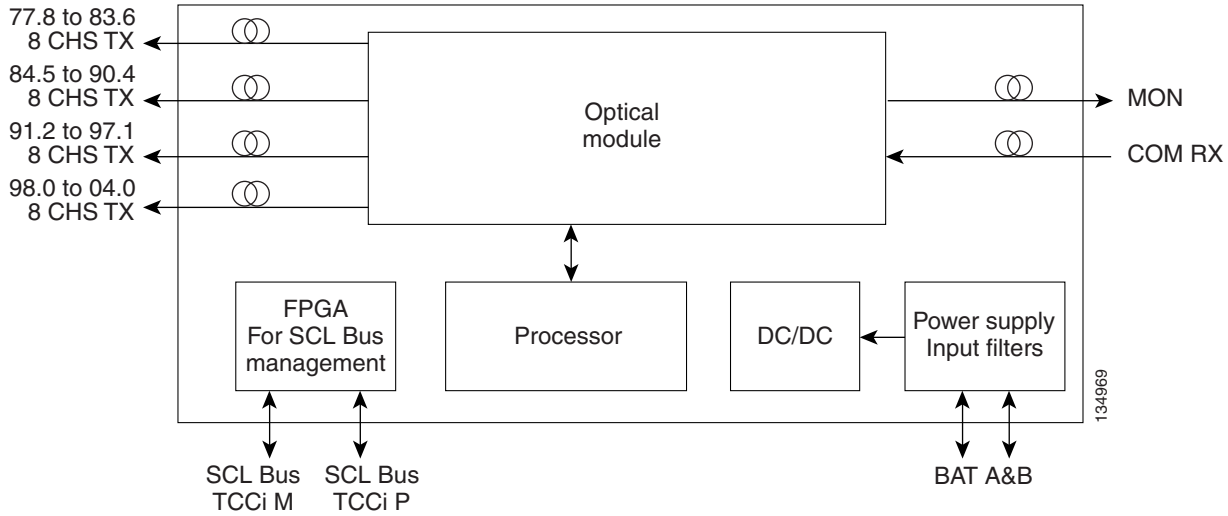 77.8 to 83.6
8 CHS TX
84.5 to 90.4
8 CHS TX
91.2 to 97.1
8 CHS TX
98.0 to 04.0
8 CHS TX
Optical
module
MON
COM RX
FPGA
For SCL Bus
management
Processor
DC/DC
Power supply
Input filters
134969
SCL Bus
TCCi M
SCL Bus
TCCi P
BAT A&B